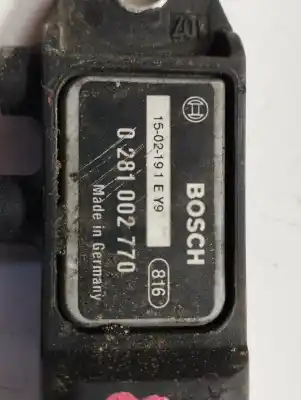 BOSCH
816
15-02-19 1 E Y9
0 281 002 770
Made in Germany